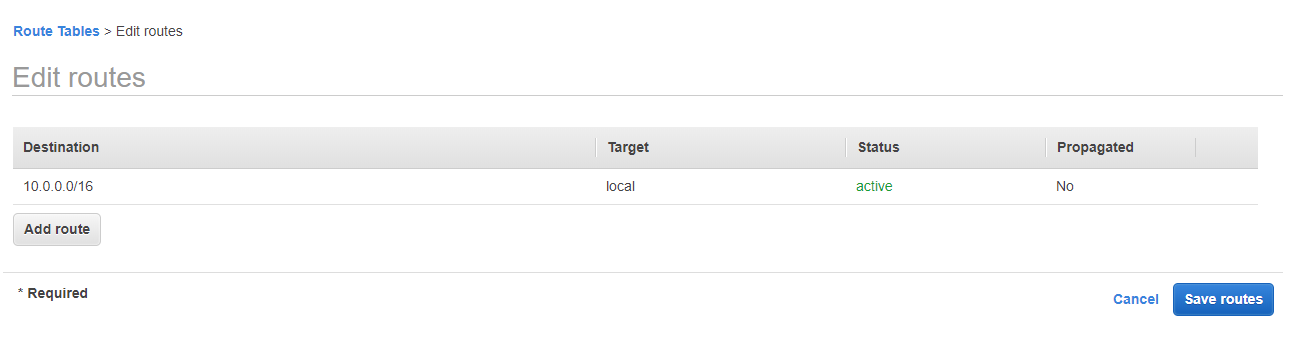 Route Tables > Edit routes
Edit routes
Destination Target Status Propagated
10.0.0.0/16 local active No
Add route
* Required
Cancel Save routes